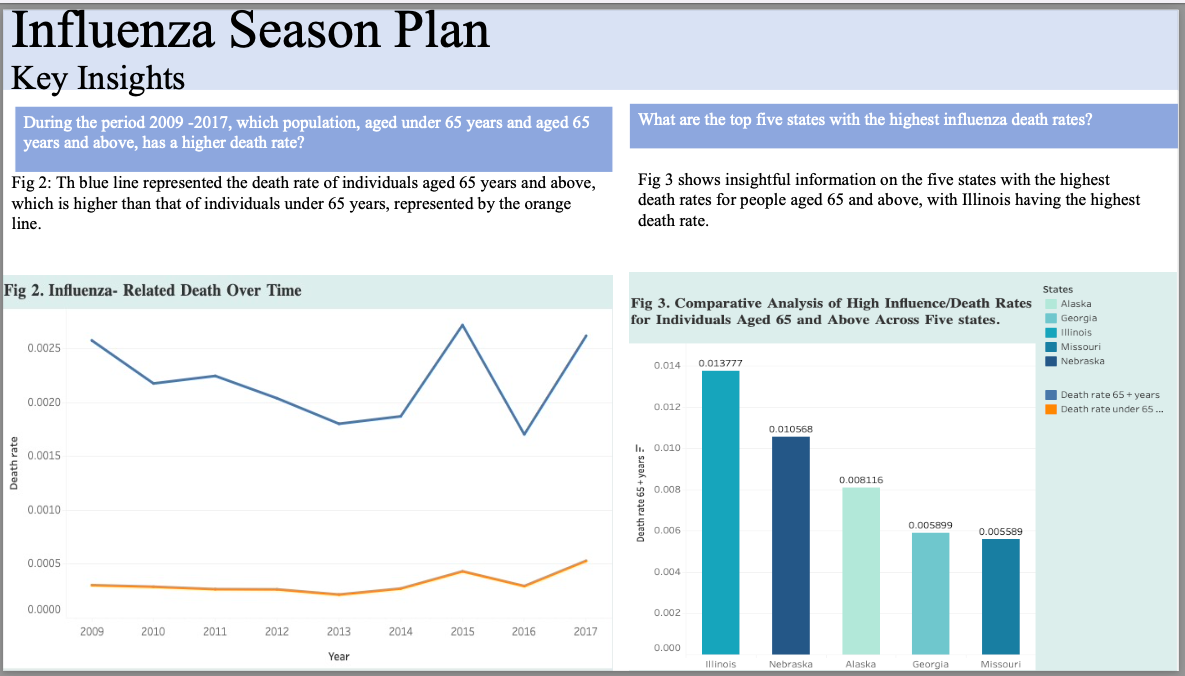 Influenza Season Plan
Key Insights
During the period 2009 -2017, which population, aged under 65 years and aged 65
years and above, has a higher death rate?
Fig 2: Th blue line represented the death rate of individuals aged 65 years and above,
which is higher than that of individuals under 65 years, represented by the orange
line.
Fig 2. Influenza- Related Death Over Time
Death rate
0.0025
0.0020
0.0015
0.0010
0.0005
0.0000
2009 2010 2011 2012 2013 2014 2015 2016 2017
Year
What are the top five states with the highest influenza death rates?
Fig 3 shows insightful information on the five states with the highest
death rates for people aged 65 and above, with Illinois having the highest
death rate.
Fig 3. Comparative Analysis of High Influence/Death Rates
for Individuals Aged 65 and Above Across Five states.
Death rate 65 + years
0.014
0.012
0.010
0.008
0.006
0.004
0.002
0.000
0.013777
0.010568
0.008116
0.005899
0.005589
Illinois Nebraska Alaska Georgia Missouri
States
Alaska
Georgia
Illinois
Missouri
Nebraska
Death rate 65 + years
Death rate under 65 ...